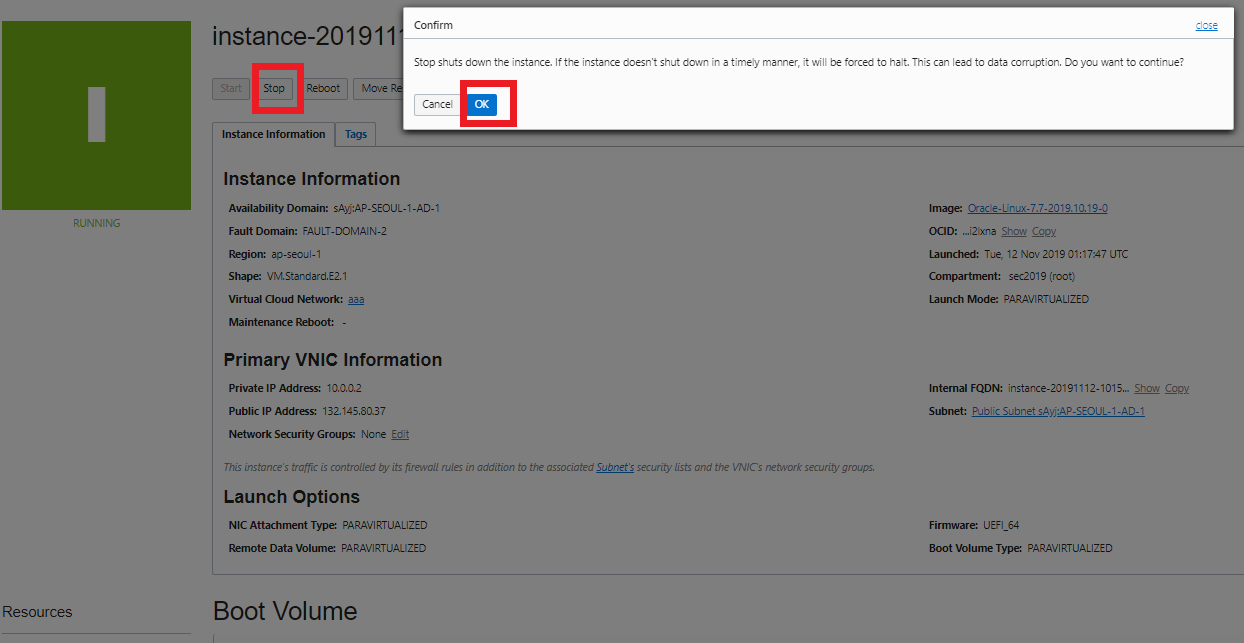 instance-2019111
Confirm
close
Stop shuts down the instance. If the instance doesn't shut down in a timely manner, it will be forced to halt. This can lead to data corruption. Do you want to continue?
Cancel OK
Start Stop Reboot Move Re
Instance Information Tags
RUNNING
Instance Information
Availability Domain: sAyj:AP-SEOUL-1-AD-1
Fault Domain: FAULT-DOMAIN-2
Region: ap-seoul-1
Shape: VM.Standard.E2.1
Virtual Cloud Network: aaa
Maintenance Reboot: -
Image: Oracle-Linux-7.7-2019.10.19-0
OCID: ...i2lxna Show Copy
Launched: Tue, 12 Nov 2019 01:17:47 UTC
Compartment: sec2019 (root)
Launch Mode: PARAVIRTUALIZED
Primary VNIC Information
Private IP Address: 10.0.0.2
Public IP Address: 132.145.80.37
Network Security Groups: None Edit
Internal FQDN: instance-20191112-1015... Show Copy
Subnet: Public Subnet sAyj:AP-SEOUL-1-AD-1
This instance's traffic is controlled by its firewall rules in addition to the associated Subnet's security lists and the VNIC's network security groups.
Launch Options
NIC Attachment Type: PARAVIRTUALIZED
Remote Data Volume: PARAVIRTUALIZED
Firmware: UEFI_64
Boot Volume Type: PARAVIRTUALIZED
Resources
Boot Volume